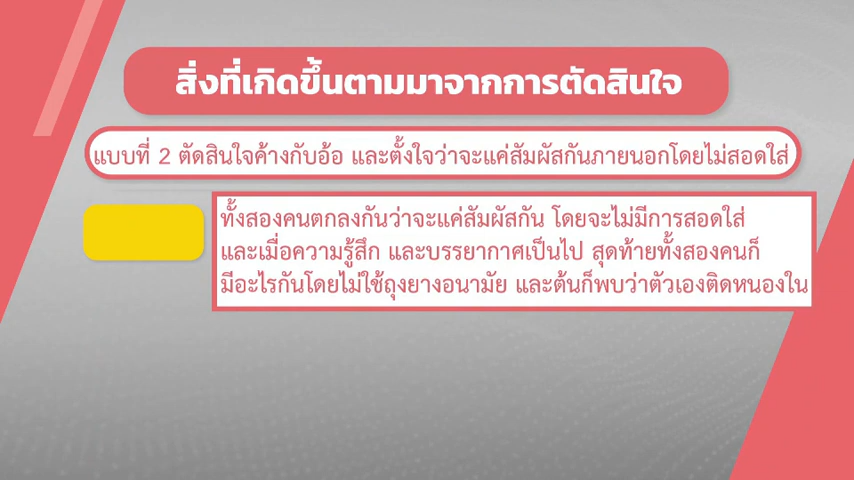 สิ่งที่เกิดขึ้นตามมาจากการตัดสินใจ
แบบที่ 2 ตัดสินใจค้างกับอ้อ และตั้งใจว่าจะแค่สัมผัสกันภายนอกโดยไม่สอดใส่
ทั้งสองคนตกลงกันว่าจะแค่สัมผัสกัน โดยจะไม่มีการสอดใส่
และเมื่อความรู้สึก และบรรยากาศเป็นไป สุดท้ายทั้งสองคนก็
มีอะไรกันโดยไม่ใช้ถุงยางอนามัย และต้นก็พบว่าตัวเองติดหนองใน